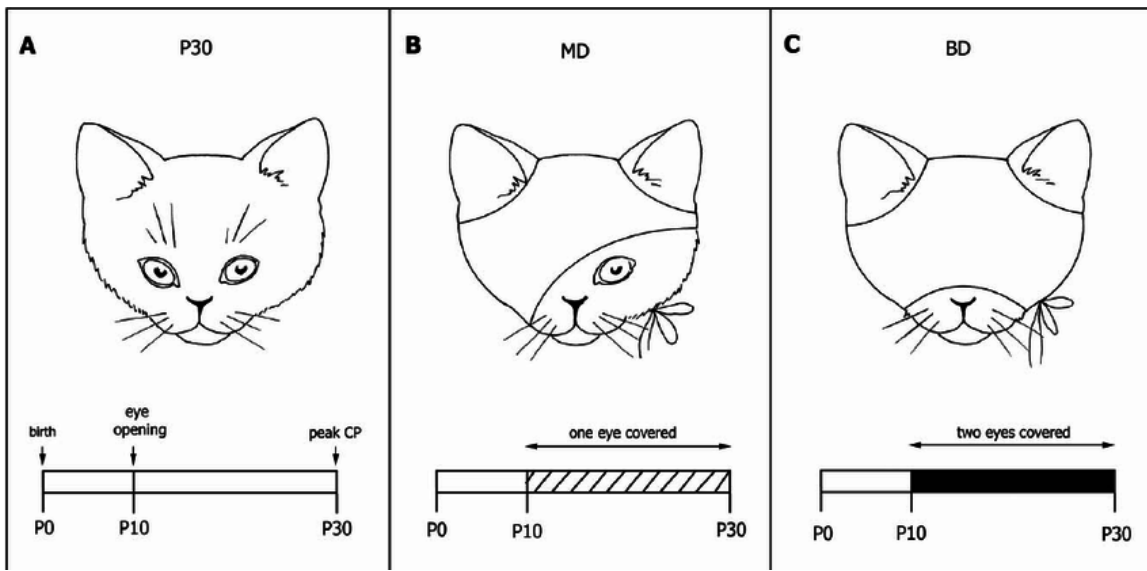 A
P30
birth
eye
opening
peak CP
P0
P10
P30
B
MD
one eye covered
P0
P10
P30
C
BD
two eyes covered
P0
P10
P30